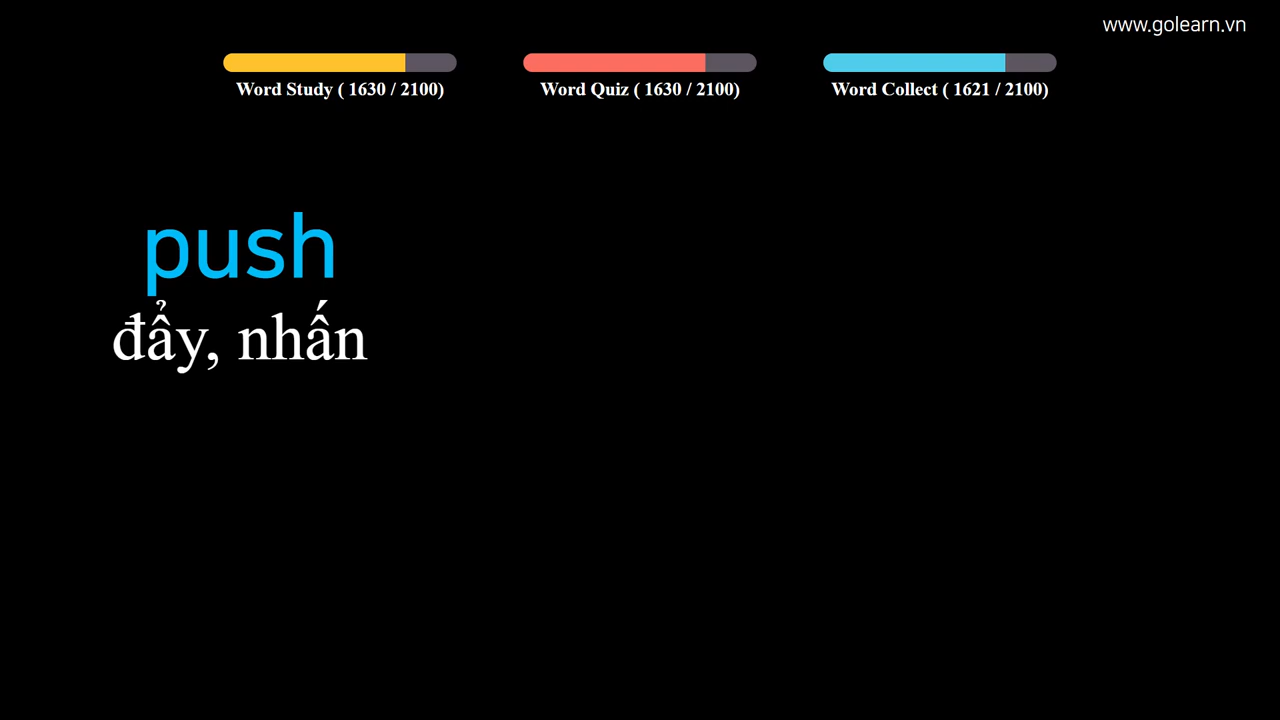 www.golearn.vn
Word Study ( 1630 / 2100)
Word Quiz ( 1630 / 2100)
Word Collect ( 1621 / 2100)
push
đẩy, nhấn